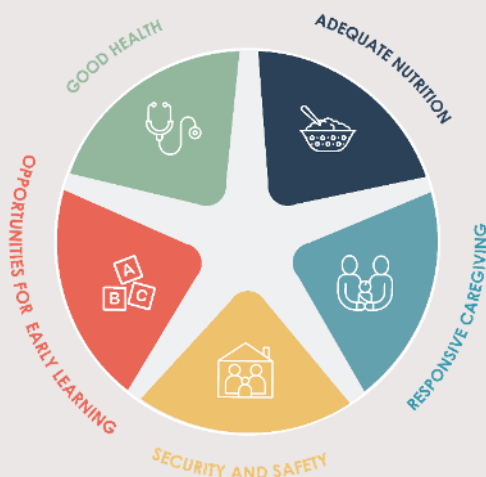 GOOD HEALTH
ADEQUATE NUTRITION
RESPONSIVE CAREGIVING
SECURITY AND SAFETY
OPPORTUNITIES FOR EARLY LEARNING
A
B C